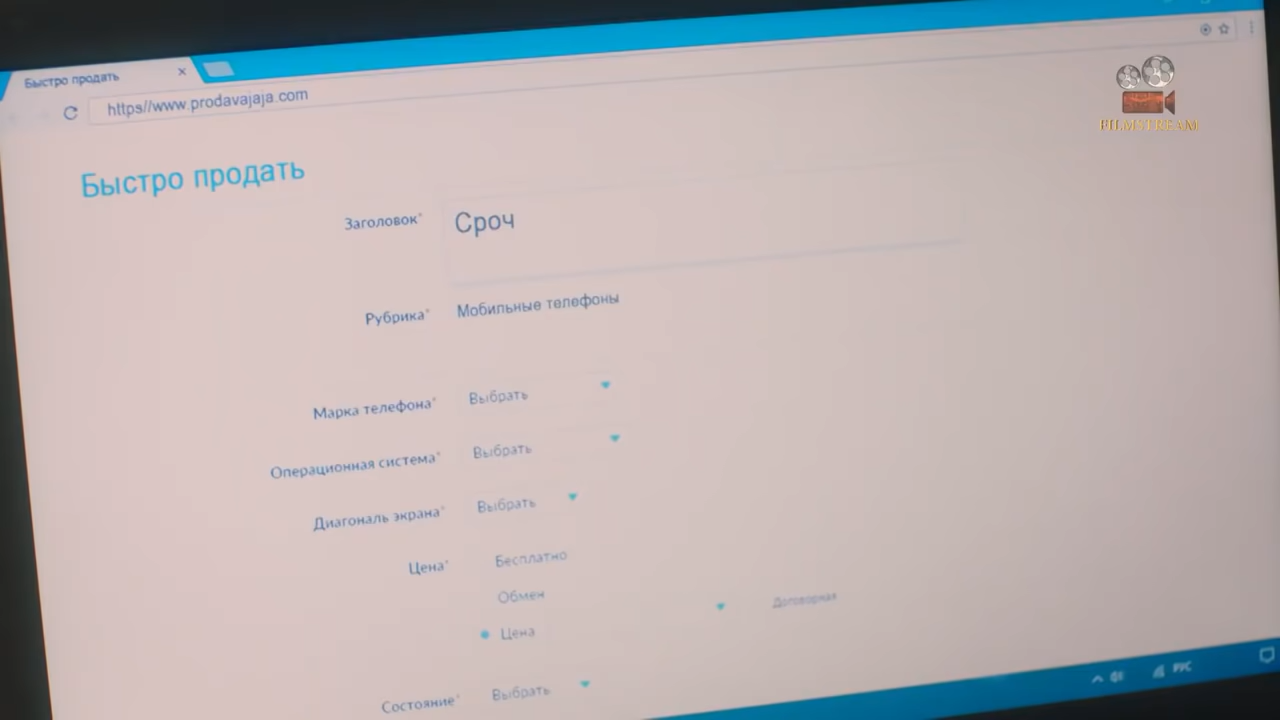 Быстро продать
https//www.prodavajaja.com
FILMSTREAM
Быстро продать
Заголовок* Сроч
Рубрика* Мобильные телефоны
Марка телефона* Выбрать
Операционная система* Выбрать
Диагональ экрана* Выбрать
Цена* Бесплатно
Обмен
Цена Договорная
Состояние* Выбрать
РУС